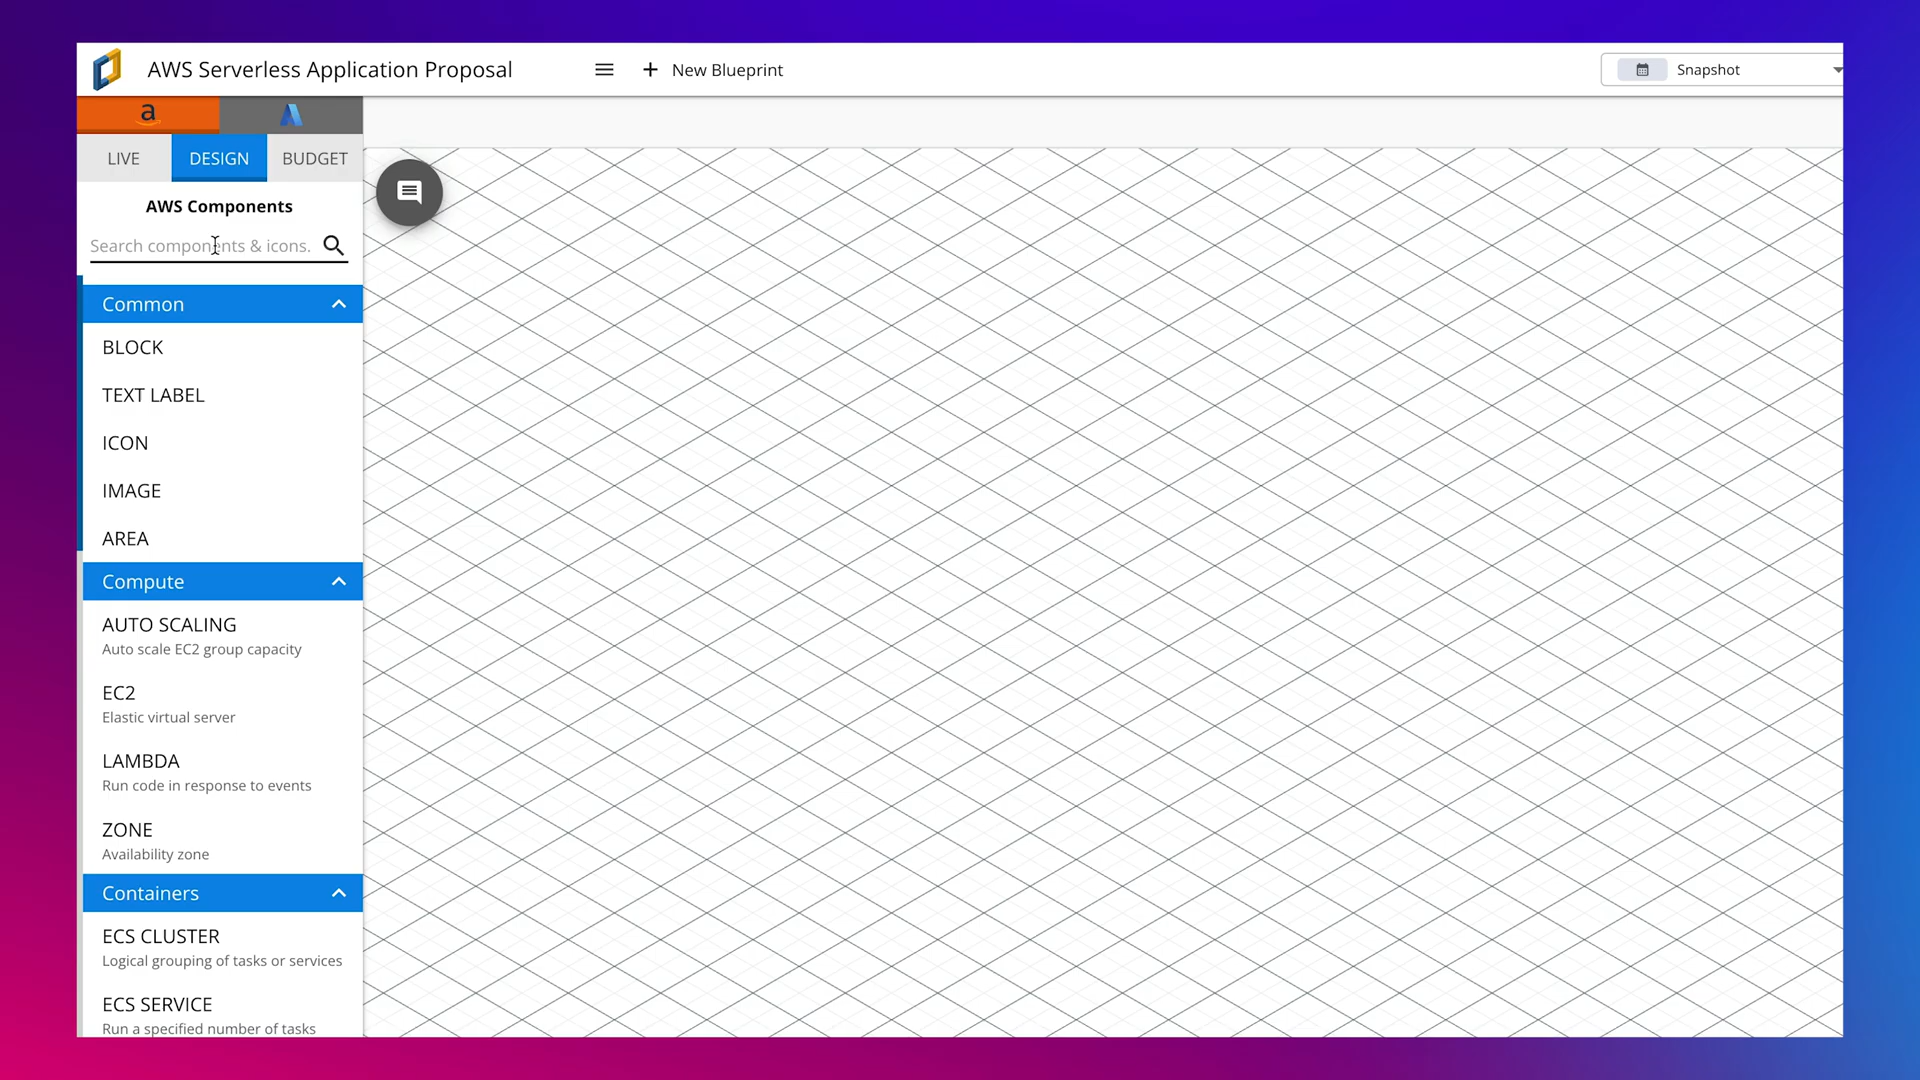 AWS Serverless Application Proposal
New Blueprint
Snapshot
a
LIVE DESIGN BUDGET
AWS Components
Search components & icons.
Common
BLOCK
TEXT LABEL
ICON
IMAGE
AREA
Compute
AUTO SCALING
Auto scale EC2 group capacity
EC2
Elastic virtual server
LAMBDA
Run code in response to events
ZONE
Availability zone
Containers
ECS CLUSTER
Logical grouping of tasks or services
ECS SERVICE
Run a specified number of tasks